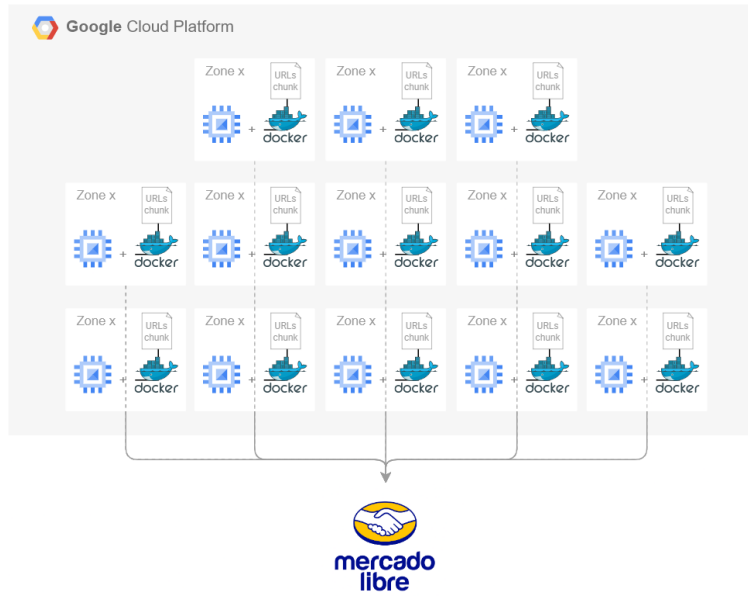 Google Cloud Platform
Zone x
URLs
chunk
+
docker
Zone x
URLs
chunk
+
docker
Zone x
URLs
chunk
+
docker
Zone x
URLs
chunk
+
docker
Zone x
URLs
chunk
+
docker
Zone x
URLs
chunk
+
docker
Zone x
URLs
chunk
+
docker
Zone x
URLs
chunk
+
docker
Zone x
URLs
chunk
+
docker
Zone x
URLs
chunk
+
docker
Zone x
URLs
chunk
+
docker
Zone x
URLs
chunk
+
docker
Zone x
URLs
chunk
+
docker
mercado
libre